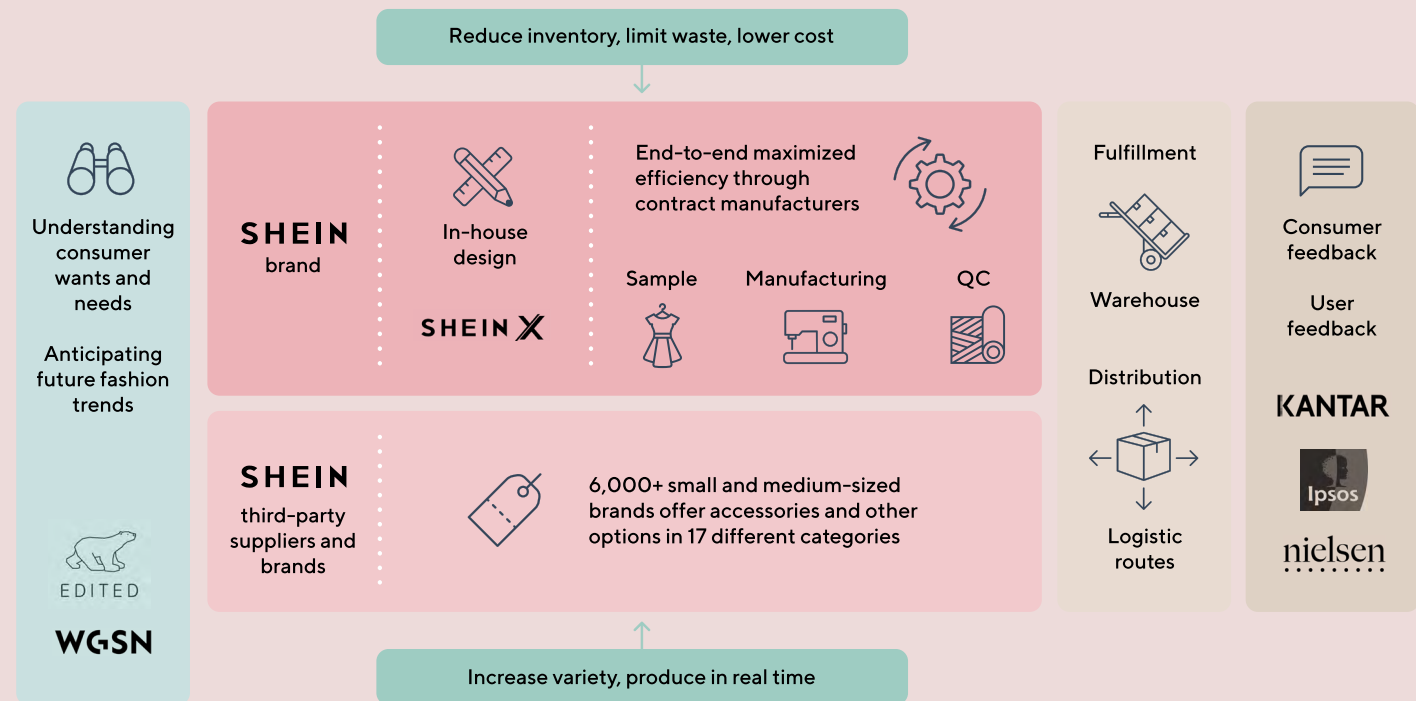 Reduce inventory, limit waste, lower cost
Understanding
consumer
wants and
needs
Anticipating
future fashion
trends
EDITED
WGSN
SHEIN
brand
In-house
design
SHEIN X
End-to-end maximized
efficiency through
contract manufacturers
Sample
Manufacturing
QC
SHEIN
third-party
suppliers and
brands
6,000+ small and medium-sized
brands offer accessories and other
options in 17 different categories
Fulfillment
Warehouse
Distribution
Logistic
routes
Consumer
feedback
User
feedback
KANTAR
Ipsos
nielsen
Increase variety, produce in real time